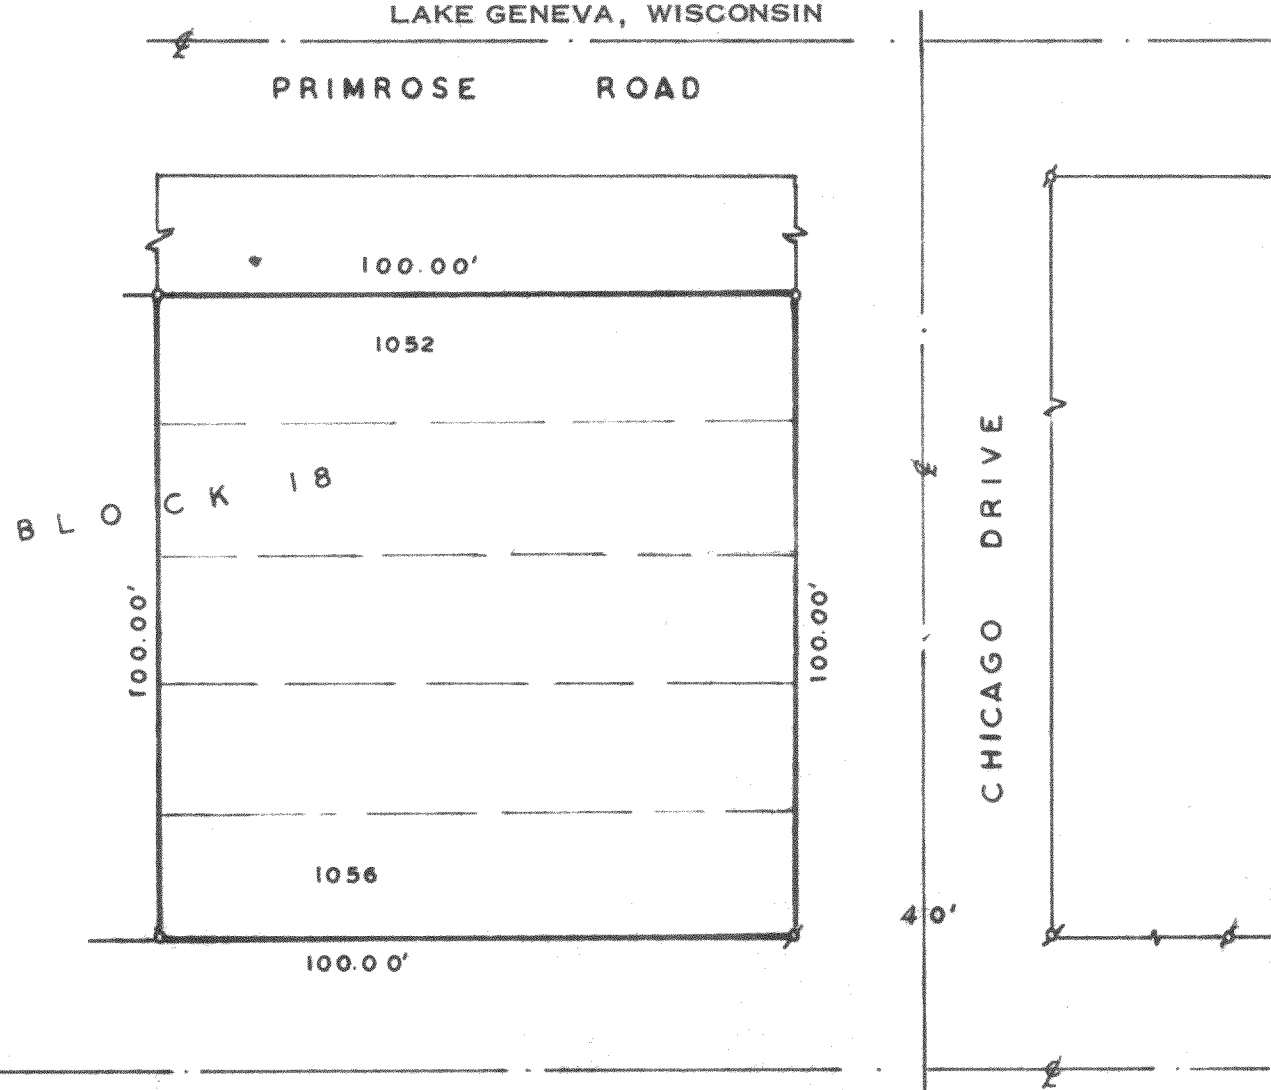 LAKE GENEVA, WISCONSIN
PRIMROSE ROAD
100.00'
1052
BLOCK 18
100.00'
100.00'
CHICAGO DRIVE
1056
40'
100.00'